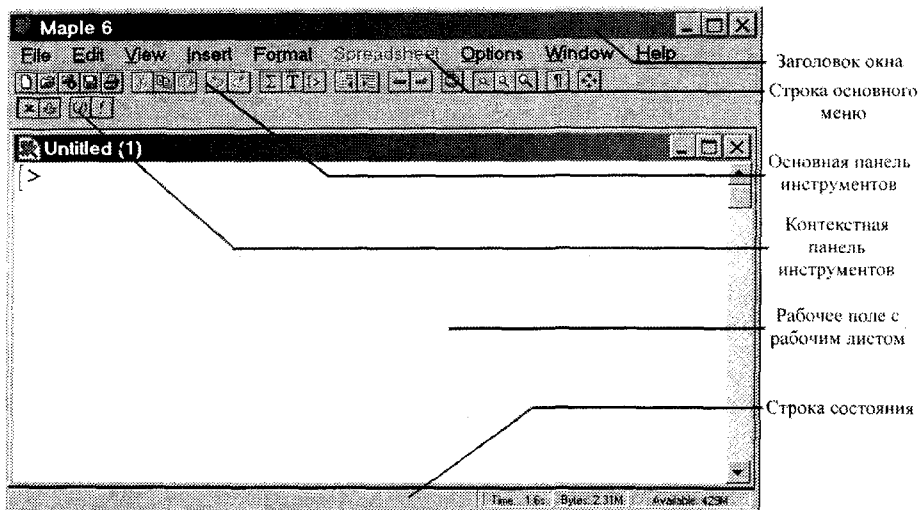 Maple 6
File Edit View Insert Format Spreadsheet Options Window Help
Untitled (1)
[>
Time: 1.6s Bytes: 2.31M Available: 429M
Заголовок окна
Строка основного
меню
Основная панель
инструментов
Контекстная
панель
инструментов
Рабочее поле с
рабочим листом
Строка состояния